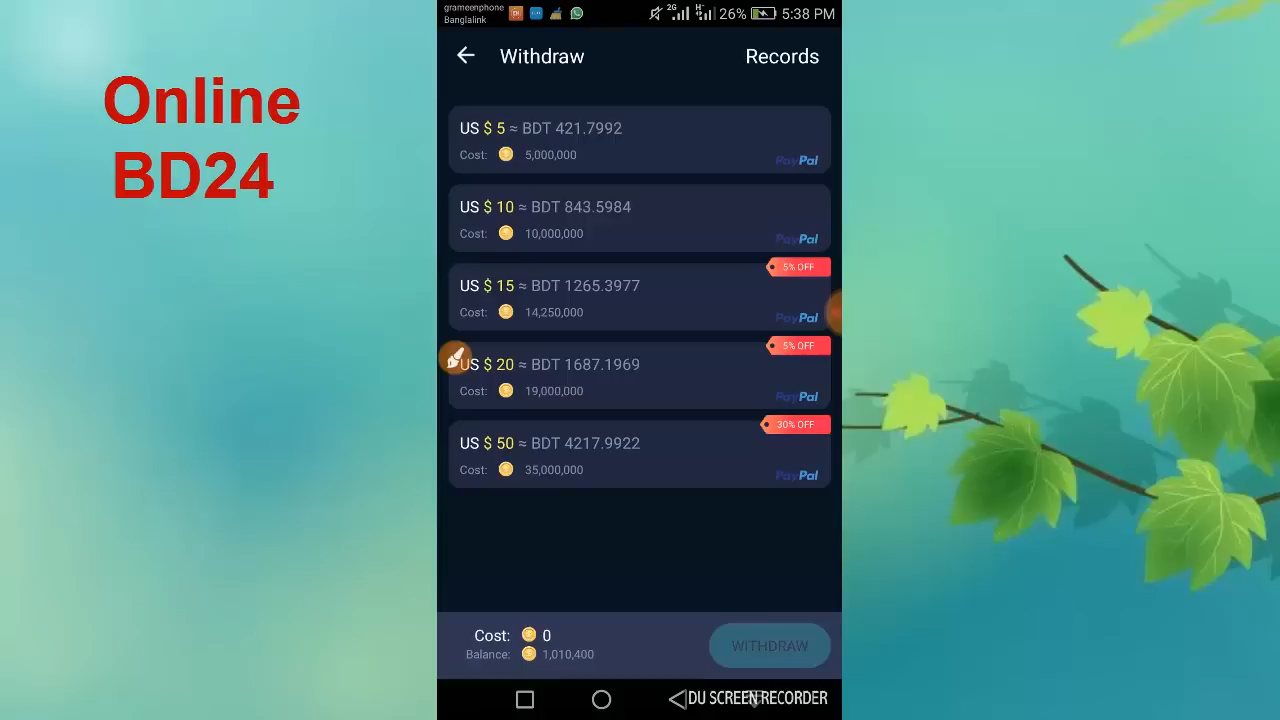 Online
BD24
grameenphone
Banglalink
2G
H
26%
5:38 PM
Withdraw
Records
US $ 5 ≈ BDT 421.7992
Cost: 5,000,000
PayPal
US $ 10 ≈ BDT 843.5984
Cost: 10,000,000
PayPal
5% OFF
US $ 15 ≈ BDT 1265.3977
Cost: 14,250,000
PayPal
5% OFF
US $ 20 ≈ BDT 1687.1969
Cost: 19,000,000
PayPal
30% OFF
US $ 50 ≈ BDT 4217.9922
Cost: 35,000,000
PayPal
Cost: 0
Balance: 1,010,400
WITHDRAW
DU SCREEN RECORDER